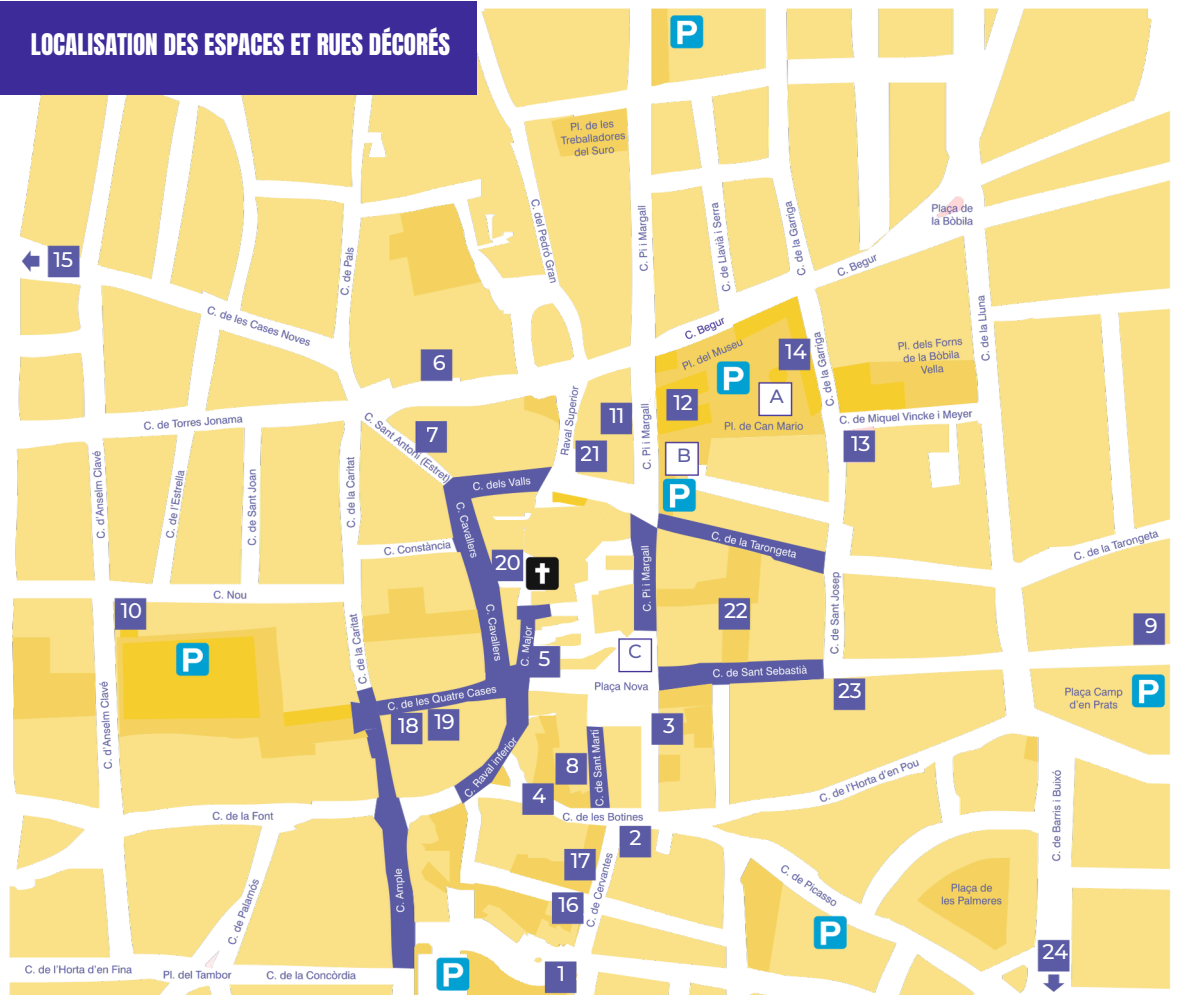 LOCALISATION DES ESPACES ET RUES DÉCORÉS
P
Pl. de les
Treballadores
del Suro
Plaça de
la Bòbila
C. del Pedró Gran
C. Pi i Margall
C. de Llavià i Serra
C. de la Garriga
C. Begur
15
C. de Pals
C. de les Cases Noves
C. Begur
C. de la Lluna
Pl. del Museu
14
C. de la Garriga
Pl. dels Forns
de la Bòbila
Vella
6
P
A
12
11
Raval Superior
C. Pi i Margall
Pl. de Can Mario
C. de Miquel Vincke i Meyer
13
C. de Torres Jonama
C. Sant Antoni (Estret)
7
21
B
P
C. dels Valls
C. d'Anselm Clavé
C. de l'Estrella
C. de Sant Joan
C. de la Caritat
C. Cavallers
C. Constància
20
C. Pi i Margall
C. de la Tarongeta
C. de la Tarongeta
C. Nou
10
C. de la Caritat
C. Cavallers
C. Major
22
C. de Sant Josep
9
P
5
C
Plaça Nova
C. de Sant Sebastià
23
Plaça Camp
d'en Prats
P
C. d'Anselm Clavé
C. de les Quatre Cases
18
19
3
C. Raval Inferior
8
C. de Sant Martí
4
C. de les Botines
C. de l'Horta d'en Pou
C. de Barris i Buixó
C. de la Font
2
17
C. de Cervantes
16
C. de Picasso
Plaça de
les Palmeres
C. Ample
C. de Palamós
P
24
C. de l'Horta d'en Fina
Pl. del Tambor
C. de la Concòrdia
P
1